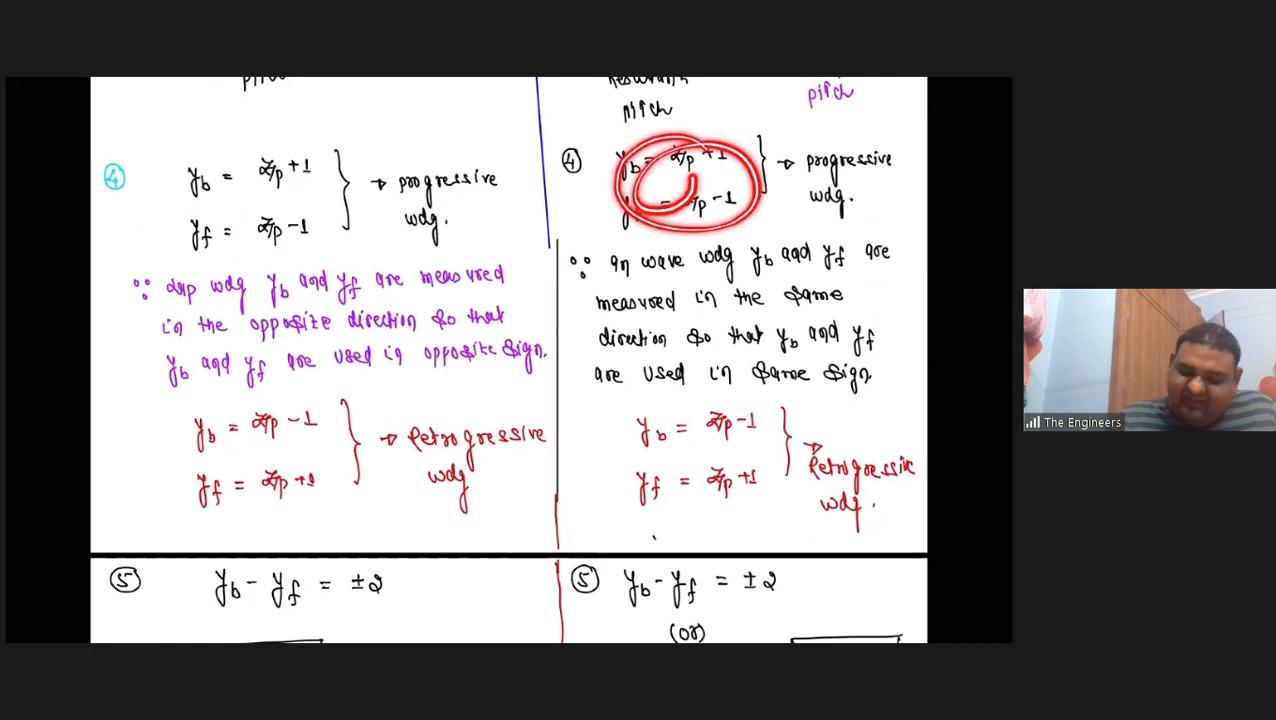 pitch
④
yb = Z/p +1
yf = Z/p -1
→ progressive
wdg.
∵ Lap wdg yb and yf are measured
in the opposite direction so that
yb and yf are used in opposite sign.
yb = Z/p -1
yf = Z/p +1
→ Retrogressive
wdg
⑤ yb - yf = ±2
Resultant
pitch
pitch
④
yb = Z/p +1
= Z/p -1
→ progressive
wdg.
∵ In wave wdg yb and yf are
measured in the same
direction so that yb and yf
are used in same sign.
yb = Z/p -1
yf = Z/p +1
→ Retrogressive
wdg.
⑤ yb - yf = ±2
(or)
The Engineers